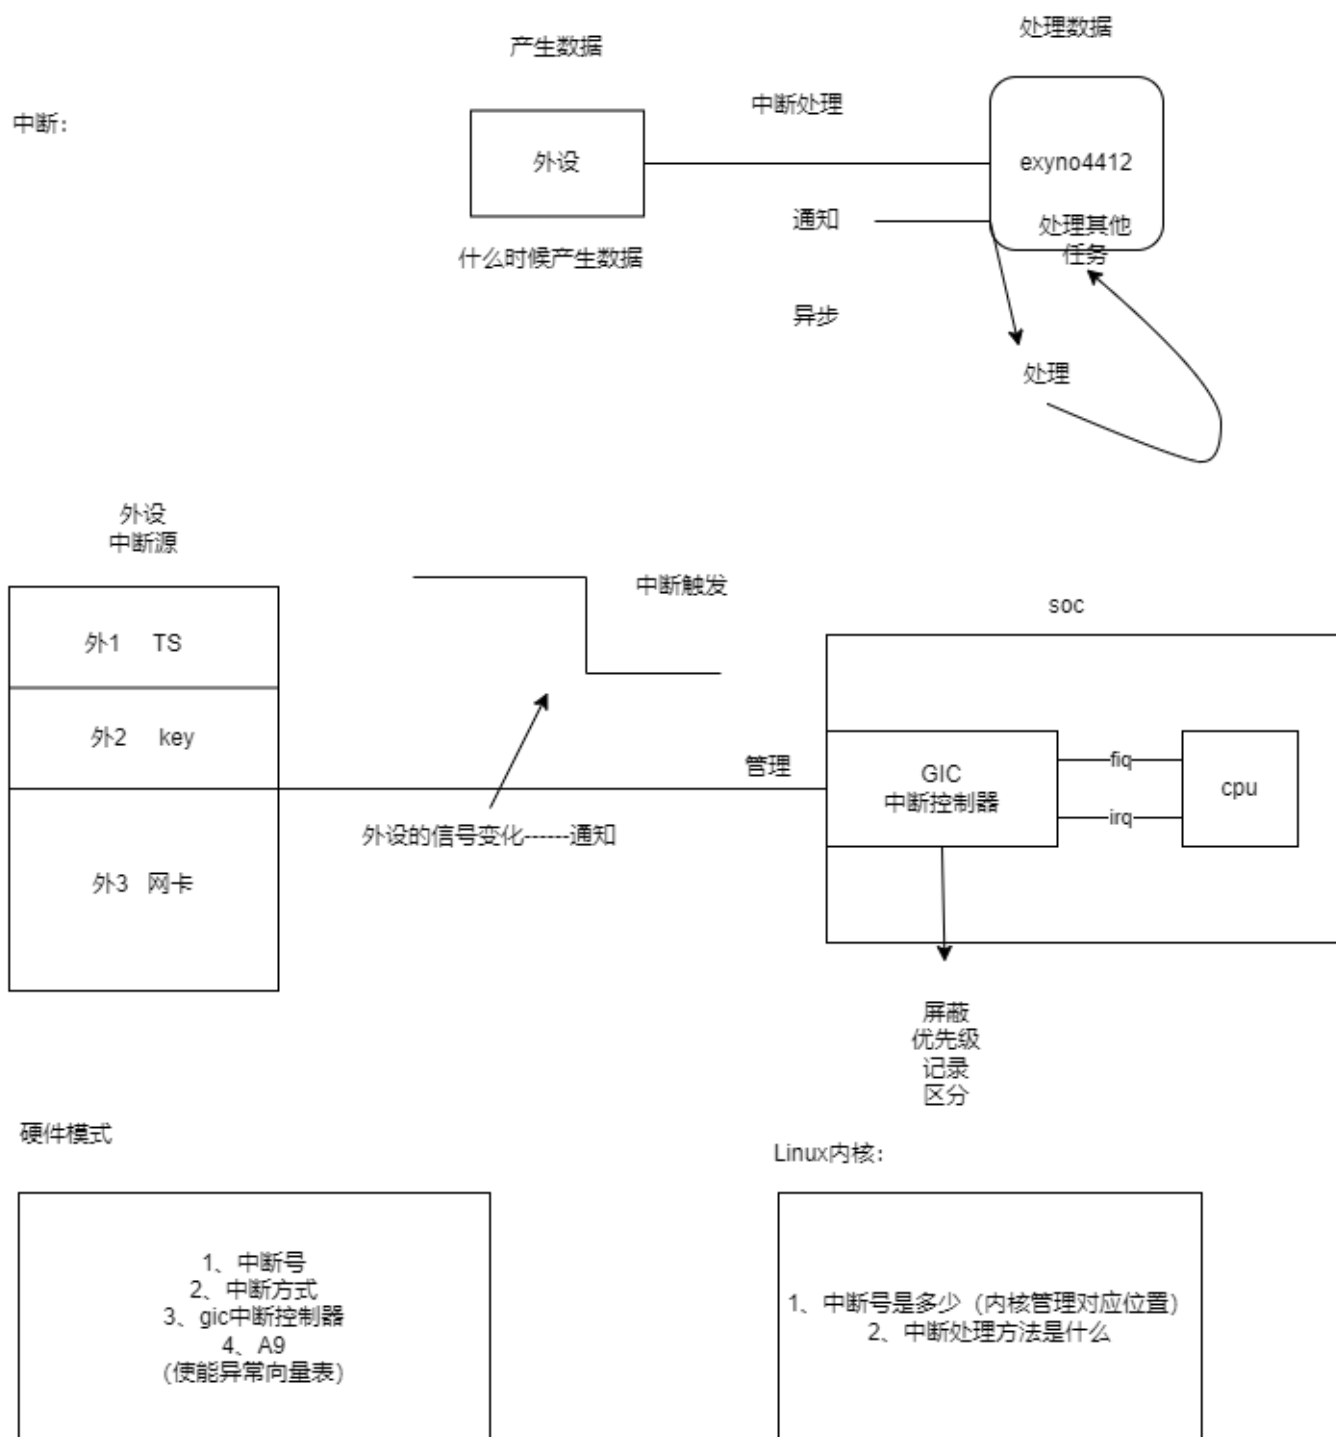 产生数据
处理数据
中断：
中断处理
外设
exyno4412
通知
处理其他
任务
什么时候产生数据
异步
处理
外设
中断源
中断触发
soc
外1 TS
外2 key
管理
GIC
中断控制器
fiq
irq
cpu
外设的信号变化------通知
外3 网卡
屏蔽
优先级
记录
区分
硬件模式
Linux内核：
1、中断号
2、中断方式
3、gic中断控制器
4、A9
（使能异常向量表）
1、中断号是多少（内核管理对应位置）
2、中断处理方法是什么